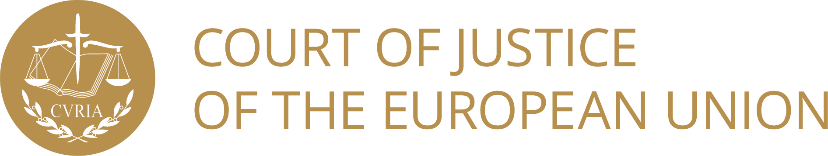 CVRIA
COURT OF JUSTICE
OF THE EUROPEAN UNION